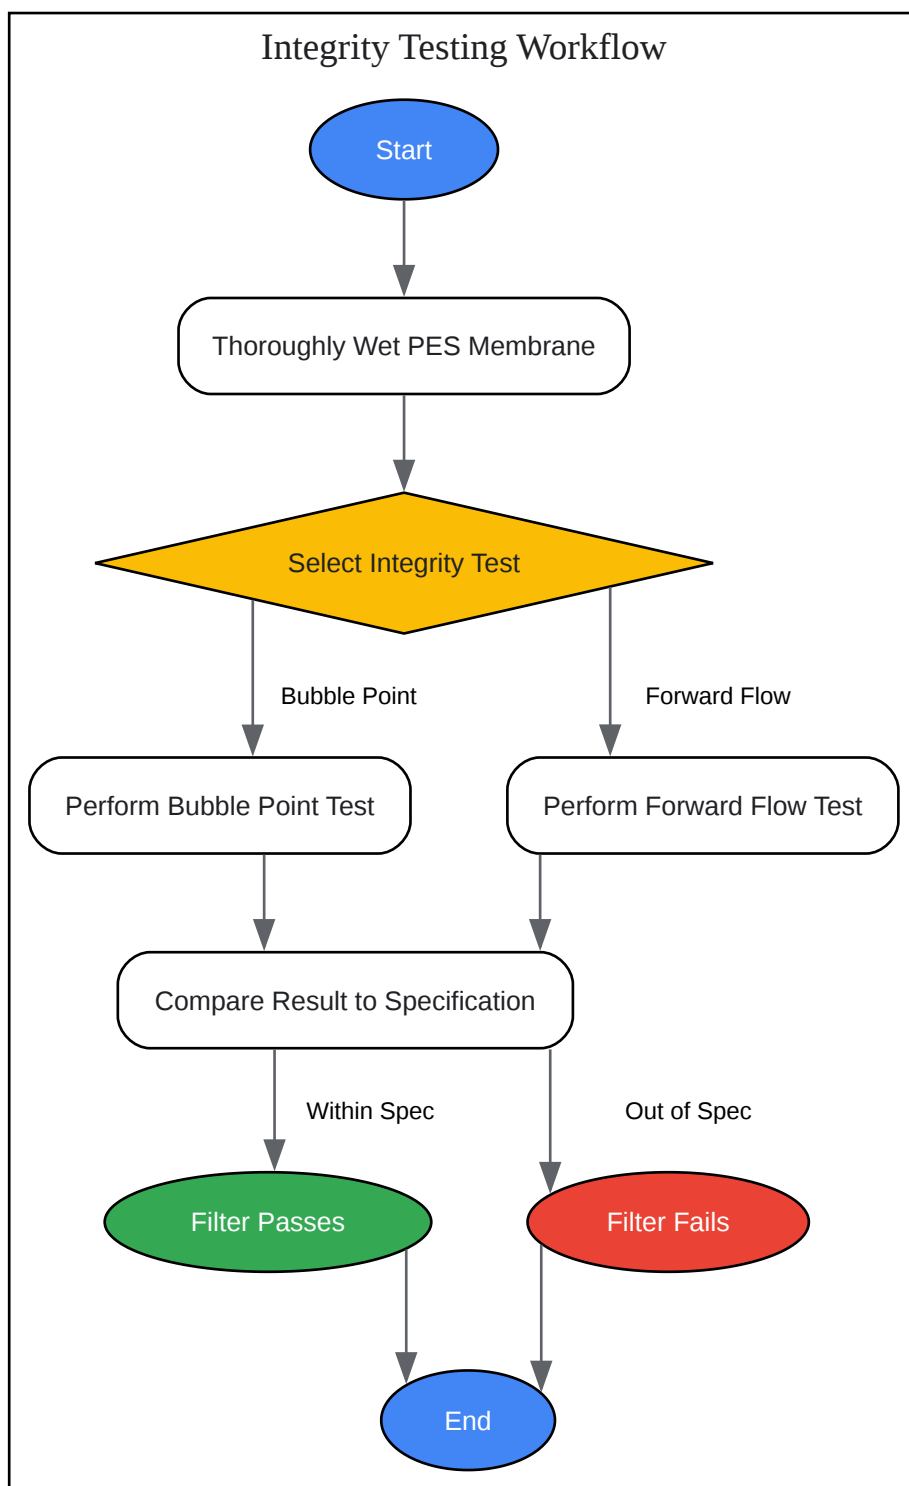 Integrity Testing Workflow
Start
Thoroughly Wet PES Membrane
Select Integrity Test
Bubble Point
Forward Flow
Perform Bubble Point Test
Perform Forward Flow Test
Compare Result to Specification
Within Spec
Out of Spec
Filter Passes
Filter Fails
End